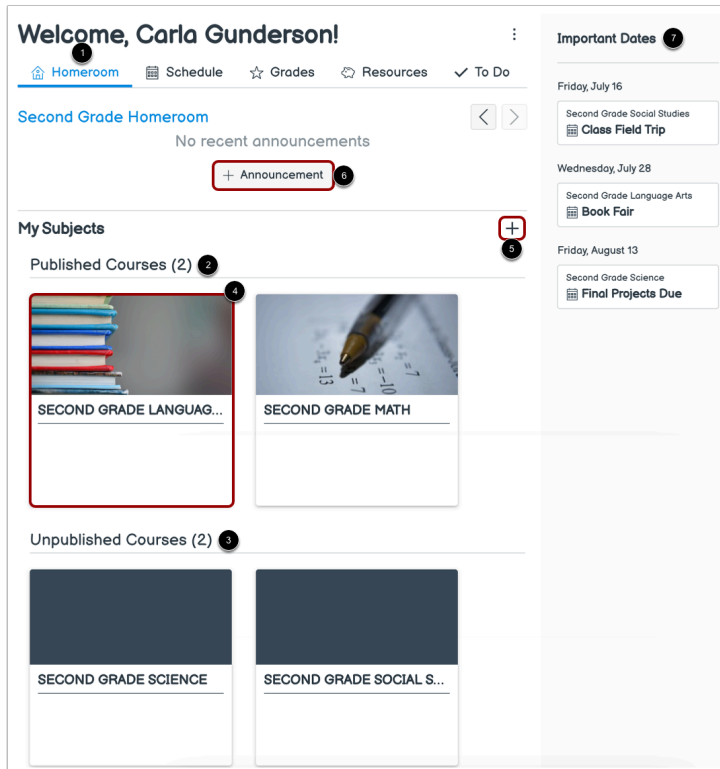 Welcome, Carla Gunderson!
1
Homeroom Schedule Grades Resources To Do
Second Grade Homeroom
No recent announcements
+ Announcement 6
My Subjects
5
Published Courses (2) 2
4
SECOND GRADE LANGUAG... SECOND GRADE MATH
Unpublished Courses (2) 3
SECOND GRADE SCIENCE SECOND GRADE SOCIAL S...
Important Dates 7
Friday, July 16
Second Grade Social Studies
Class Field Trip
Wednesday, July 28
Second Grade Language Arts
Book Fair
Friday, August 13
Second Grade Science
Final Projects Due